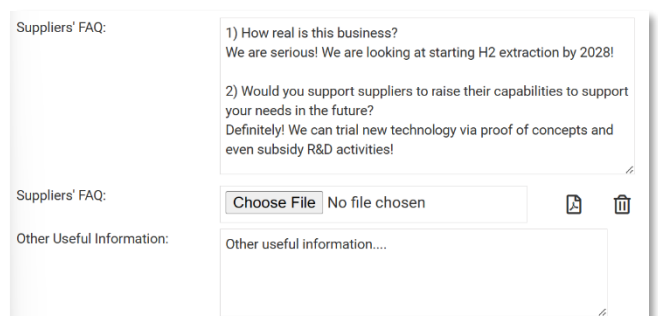 Suppliers' FAQ:
1) How real is this business?
We are serious! We are looking at starting H2 extraction by 2028!
2) Would you support suppliers to raise their capabilities to support
your needs in the future?
Definitely! We can trial new technology via proof of concepts and
even subsidy R&D activities!
Suppliers' FAQ:
Choose File No file chosen
Other Useful Information:
Other useful information....